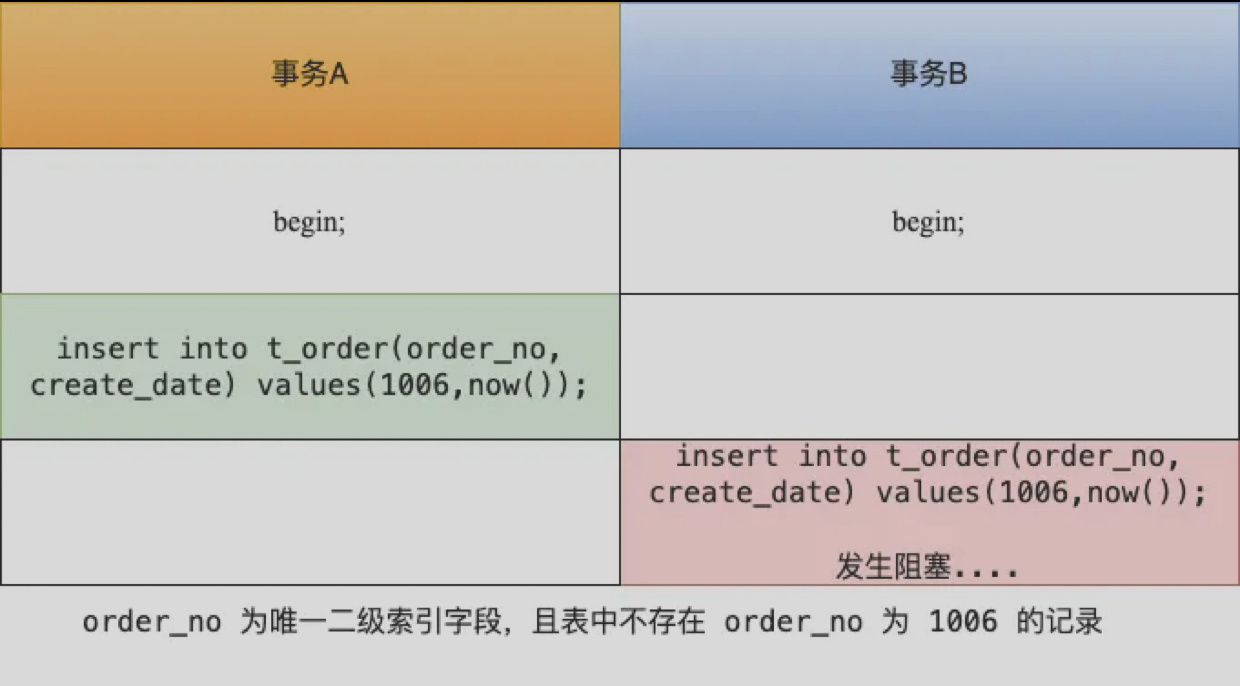 事务A
事务B
begin;
begin;
insert into t_order(order_no,
create_date) values(1006,now());
insert into t_order(order_no,
create_date) values(1006,now());
发生阻塞....
order_no 为唯一二级索引字段，且表中不存在 order_no 为 1006 的记录